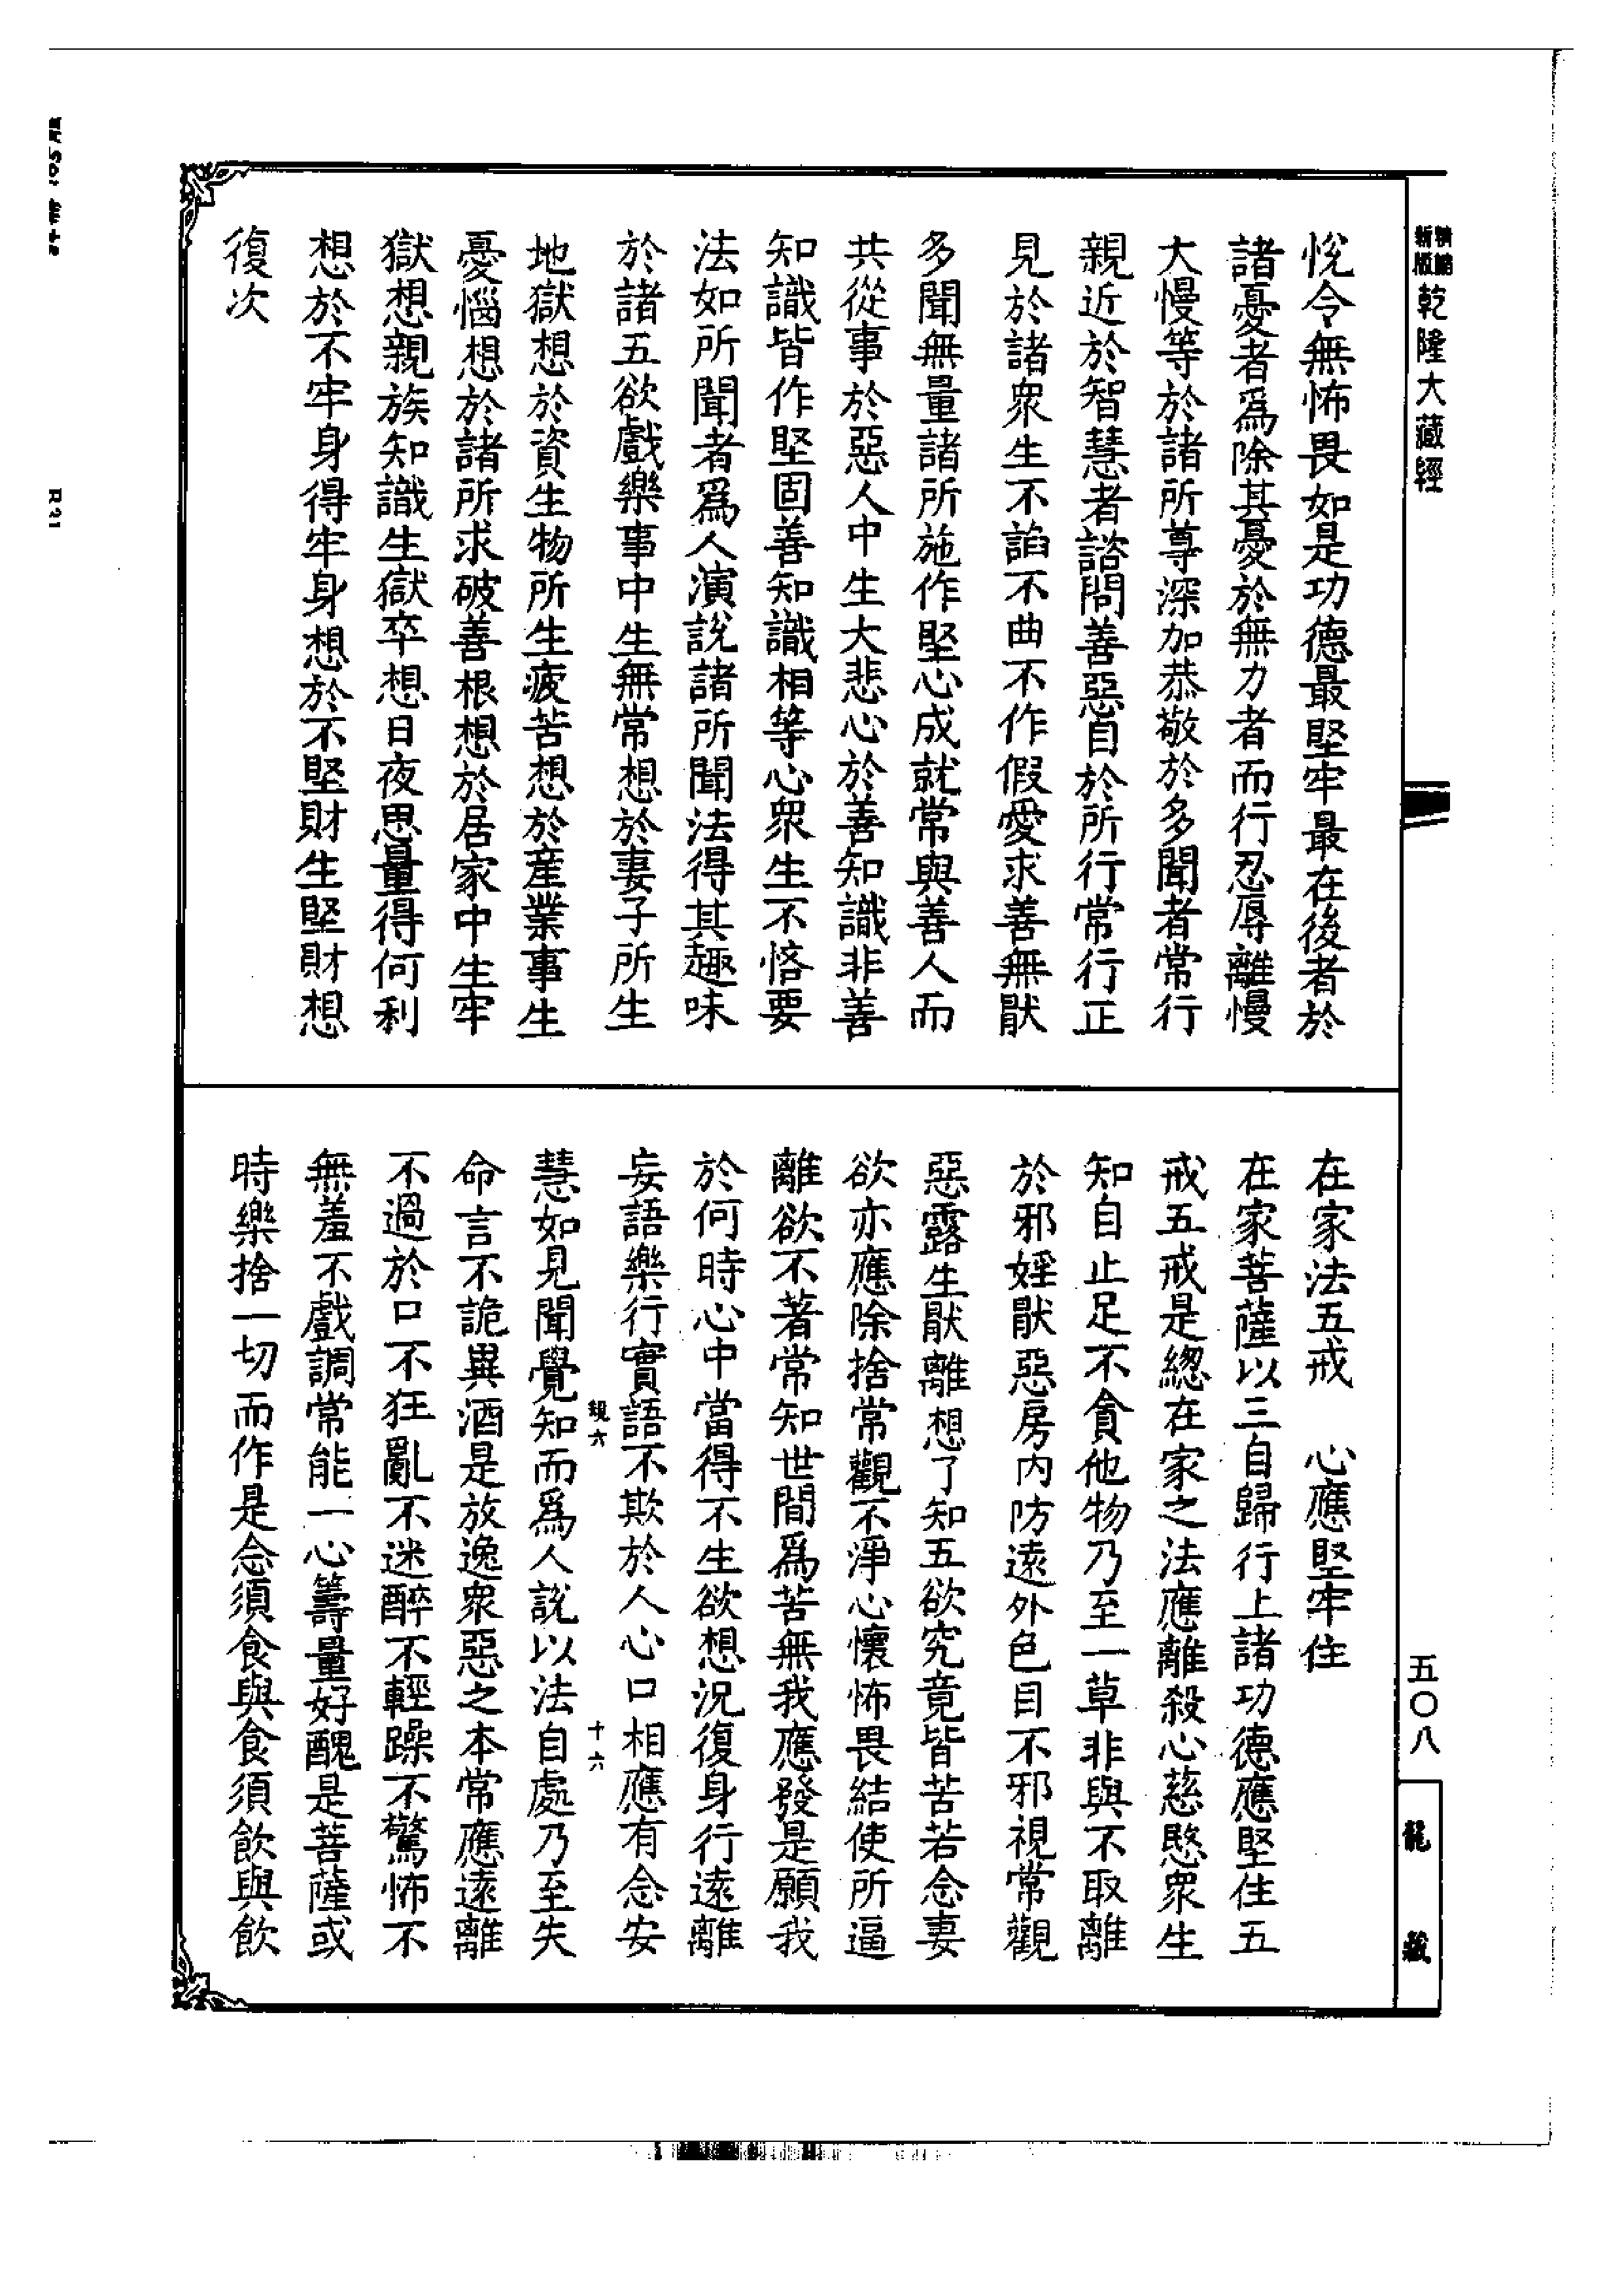 新版
乾隆大藏經
悅令無怖畏如是功德最堅牢最在後者於
諸憂者爲除其憂於無力者而行忍辱離慢
大慢等於諸所尊深加恭敬於多聞者常行
親近於智慧者諮問善惡自於所行常行正
見於諸眾生不諂不曲不作假愛求善無厭
多聞無量諸所施作堅心成就常與善人而
共從事於惡人中生大悲心於善知識非善
知識皆作堅固善知識相等心眾生不悋要
法如所聞者爲人演說諸所聞法得其趣味
於諸五欲戲樂事中生無常想於妻子所生
地獄想於資生物所生疲苦想於產業事生
憂惱想於諸所求破善根想於居家中生牢
獄想親族知識生獄卒想日夜思量得何利
想於不牢身得牢身想於不堅財生堅財想
復次
在家法五戒 心應堅牢住
在家菩薩以三自歸行上諸功德應堅住五
戒五戒是總在家之法應離殺心慈愍眾生
知自止足不貪他物乃至一草非與不取離
於邪婬厭惡房內防遠外色目不邪視常觀
惡露生厭離想了知五欲究竟皆苦若念妻
欲亦應除捨常觀不淨心懷怖畏結使所逼
離欲不著常知世間爲苦無我應發是願我
於何時心中當得不生欲想況復身行遠離
妄語樂行實語不欺於人心口相應有念安
慧如見聞覺知而爲人說以法自處乃至失
命言不詭異酒是放逸眾惡之本常應遠離
不過於口不狂亂不迷醉不輕躁不驚怖不
無羞不戲調常能一心籌量好醜是菩薩或
時樂捨一切而作是念須食與食須飲與飲
十六
五〇八
龍藏